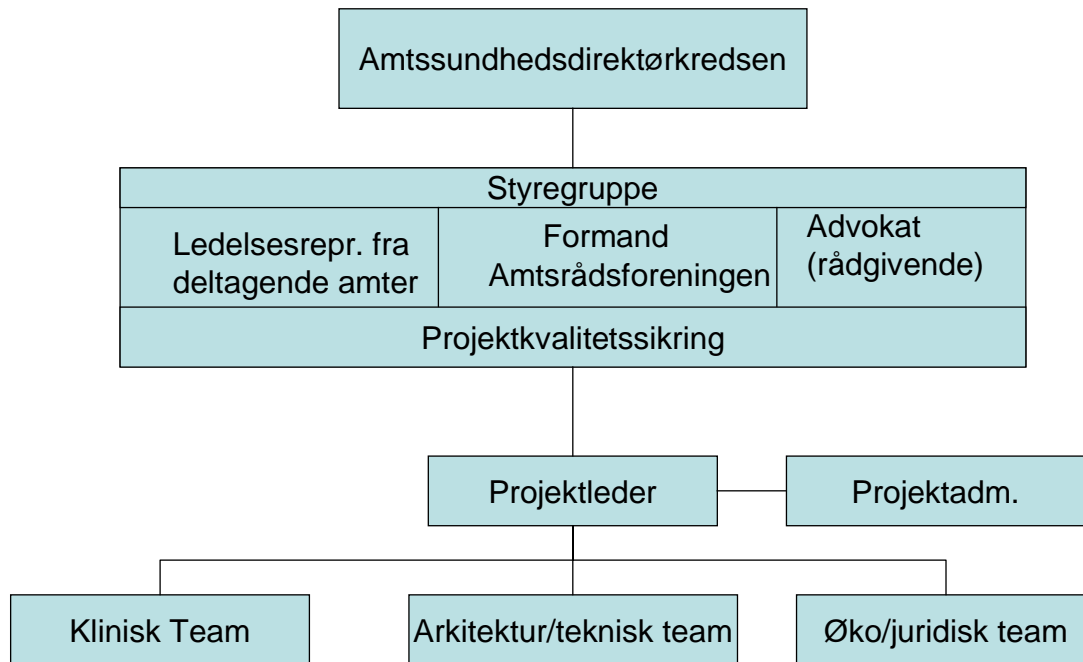 Amtssundhedsdirektørkredsen
Styregruppe
Ledelsesrepr. fra
deltagende amter
Formand
Amtsrådsforeningen
Advokat
(rådgivende)
Projektkvalitetssikring
Projektleder
Projektadm.
Klinisk Team
Arkitektur/teknisk team
Øko/juridisk team